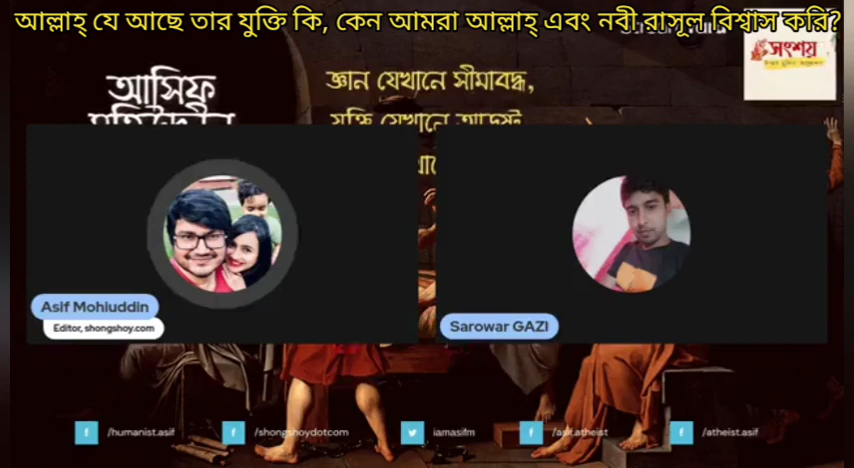 আল্লাহ্ যে আছে তার যুক্তি কি, কেন আমরা আল্লাহ্ এবং নবী রাসূল বিশ্বাস করি?
সংশয়
আসিফ
জ্ঞান যেখানে সীমাবদ্ধ,
যুক্তি যেখানে আড়ষ্ট
Asif Mohiuddin
Editor, shongshoy.com
Sarowar GAZI
/humanist.asif
/shongshoydotcom
iamasifm
/asif.atheist
/atheist.asif